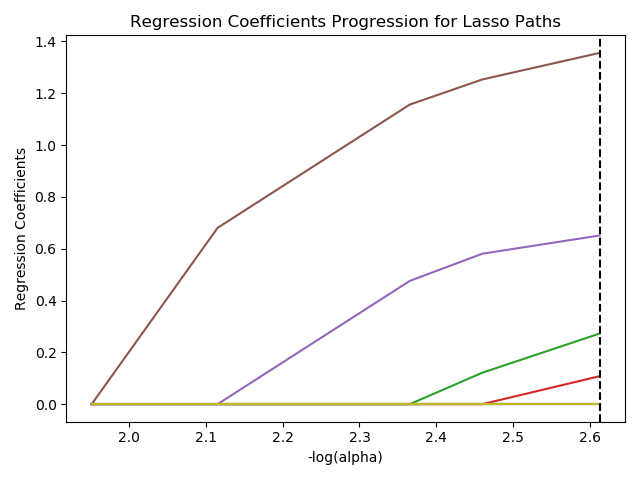 Regression Coefficients Progression for Lasso Paths
1.4
1.2
1.0
0.8
0.6
0.4
0.2
0.0
Regression Coefficients
2.0 2.1 2.2 2.3 2.4 2.5 2.6
-log(alpha)